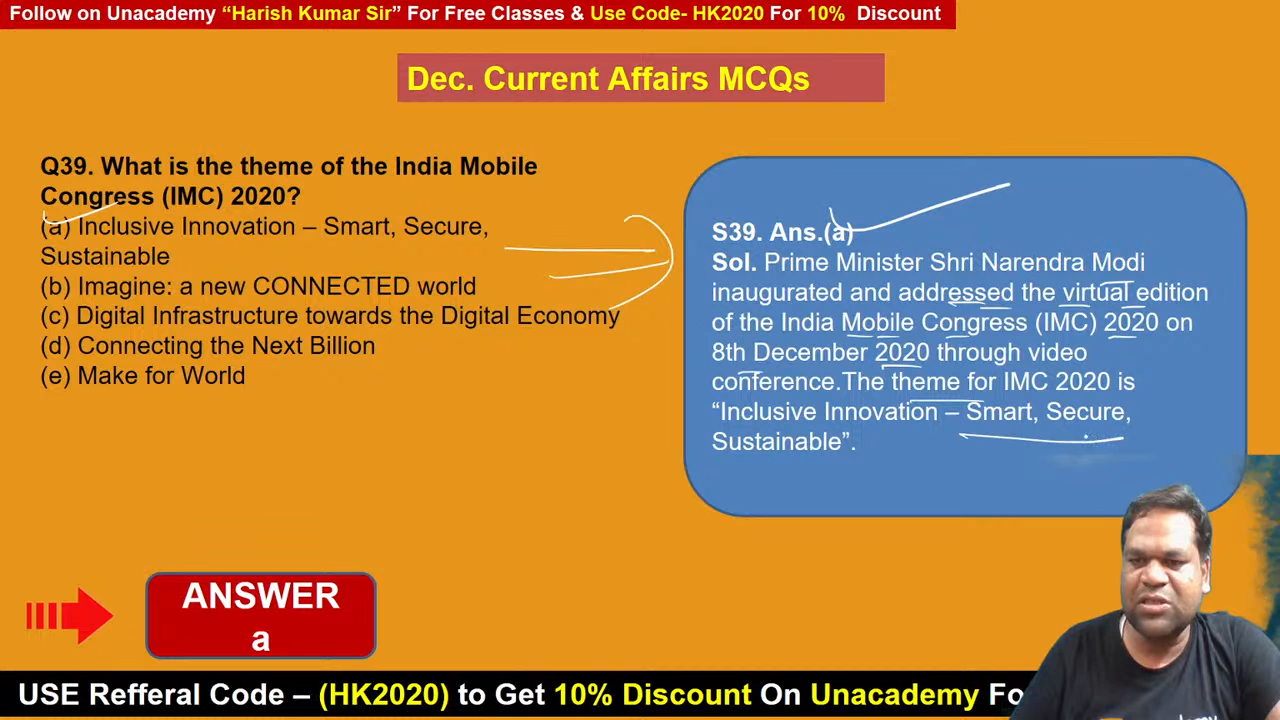 Follow on Unacademy “Harish Kumar Sir” For Free Classes & Use Code- HK2020 For 10% Discount
Dec. Current Affairs MCQs
Q39. What is the theme of the India Mobile
Congress (IMC) 2020?
(a) Inclusive Innovation – Smart, Secure,
Sustainable
(b) Imagine: a new CONNECTED world
(c) Digital Infrastructure towards the Digital Economy
(d) Connecting the Next Billion
(e) Make for World
S39. Ans.(a)
Sol. Prime Minister Shri Narendra Modi
inaugurated and addressed the virtual edition
of the India Mobile Congress (IMC) 2020 on
8th December 2020 through video
conference.The theme for IMC 2020 is
“Inclusive Innovation – Smart, Secure,
Sustainable”.
ANSWER
a
USE Refferal Code – (HK2020) to Get 10% Discount On Unacademy Fo